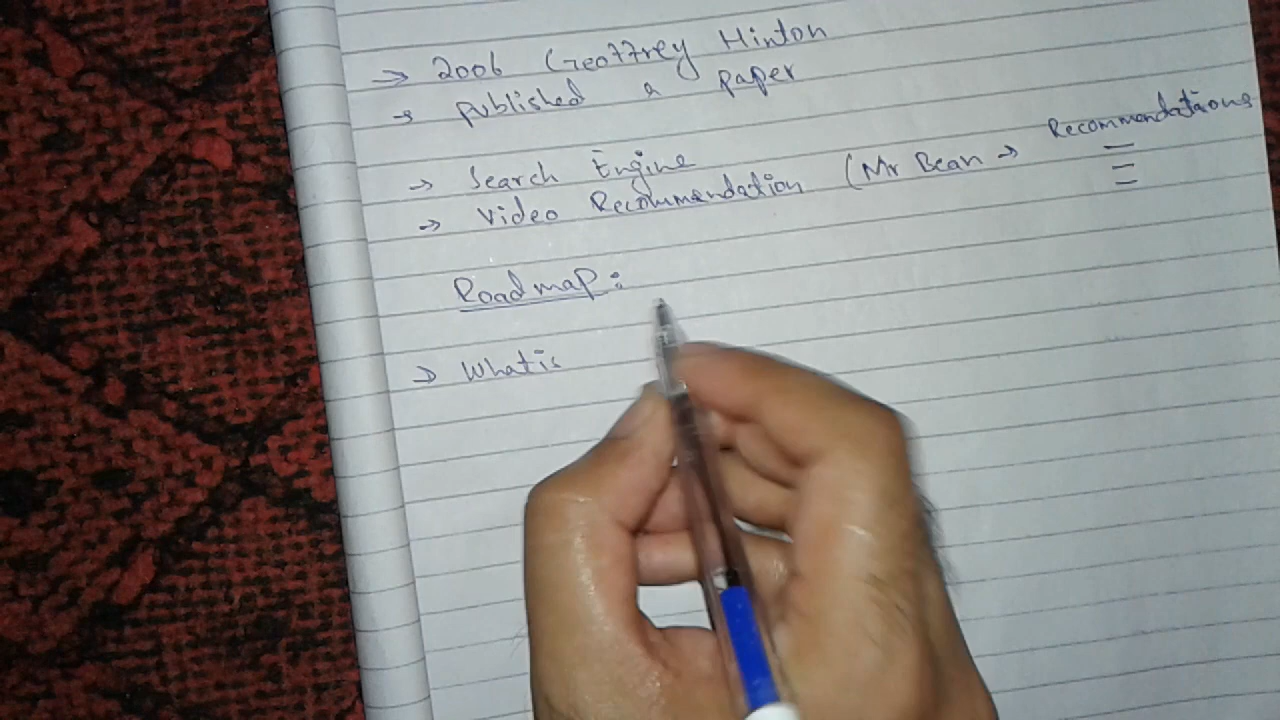 → 2006 Geoffrey Hinton
→ published a paper
→ Search Engine
→ Video Recommendation (Mr Bean → Recommendations
Roadmap:
→ What is